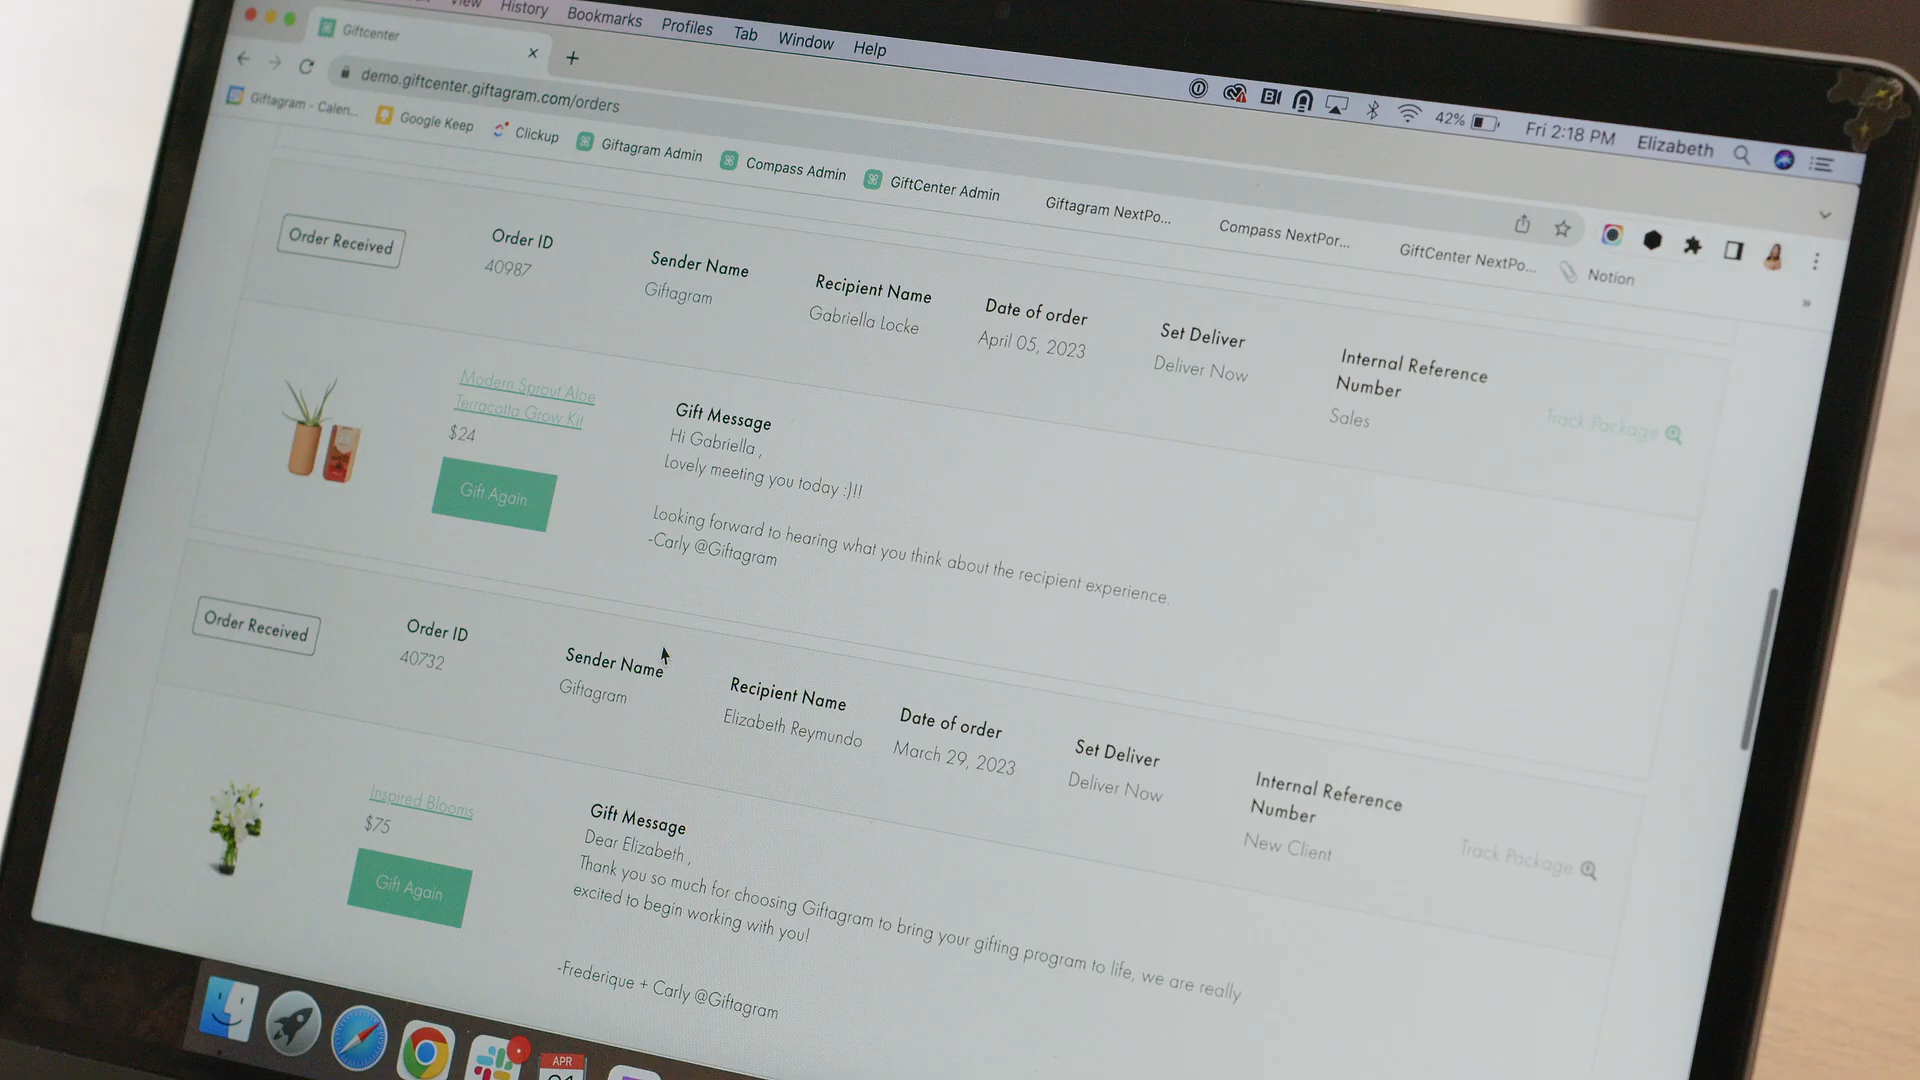 View History Bookmarks Profiles Tab Window Help
42% Fri 2:18 PM Elizabeth
Giftcenter
demo.giftcenter.giftagram.com/orders
Giftagram - Calen... Google Keep Clickup Giftagram Admin Compass Admin GiftCenter Admin Giftagram NextPo... Compass NextPor... GiftCenter NextPo... Notion
Order Received
Order ID
40987
Sender Name
Giftagram
Recipient Name
Gabriella Locke
Date of order
April 05, 2023
Set Deliver
Deliver Now
Internal Reference
Number
Sales
Track Package
Modern Sprout Aloe
Terracotta Grow Kit
$24
Gift Again
Gift Message
Hi Gabriella ,
Lovely meeting you today :)!!
Looking forward to hearing what you think about the recipient experience.
-Carly @Giftagram
Order Received
Order ID
40732
Sender Name
Giftagram
Recipient Name
Elizabeth Reymundo
Date of order
March 29, 2023
Set Deliver
Deliver Now
Internal Reference
Number
New Client
Track Package
Inspired Blooms
$75
Gift Again
Gift Message
Dear Elizabeth ,
Thank you so much for choosing Giftagram to bring your gifting program to life, we are really
excited to begin working with you!
-Frederique + Carly @Giftagram
APR